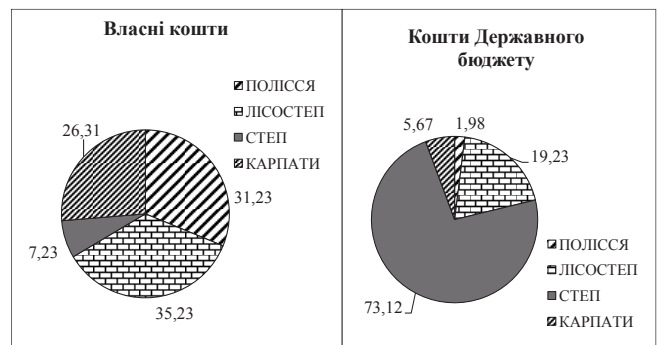 Власні кошти
ПОЛІССЯ
ЛІСОСТЕП
СТЕП
КАРПАТИ
26,31
31,23
7,23
35,23
Кошти Державного
бюджету
5,67
1,98
19,23
73,12
ПОЛІССЯ
ЛІСОСТЕП
СТЕП
КАРПАТИ